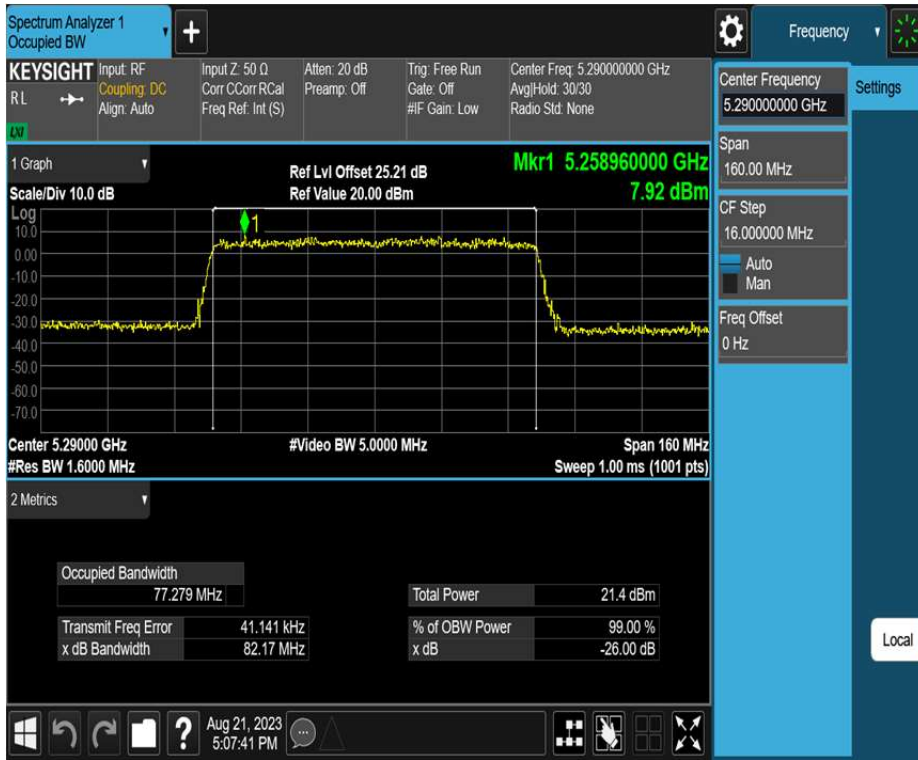 Spectrum Analyzer 1
Occupied BW
+
Frequency
KEYSIGHT
R L
LXI
Input: RF
Coupling: DC
Align: Auto
Input Z: 50 Ω
Corr CCorr RCal
Freq Ref: Int (S)
Atten: 20 dB
Preamp: Off
Trig: Free Run
Gate: Off
#IF Gain: Low
Center Freq: 5.290000000 GHz
Avg|Hold: 30/30
Radio Std: None
Center Frequency
5.290000000 GHz
Settings
Span
160.00 MHz
CF Step
16.000000 MHz
Auto
Man
Freq Offset
0 Hz
Local
1 Graph
Scale/Div 10.0 dB
Ref Lvl Offset 25.21 dB
Ref Value 20.00 dBm
Mkr1 5.258960000 GHz
7.92 dBm
Log
1
10.0
0.00
-10.0
-20.0
-30.0
-40.0
-50.0
-60.0
-70.0
Center 5.29000 GHz
#Video BW 5.0000 MHz
Span 160 MHz
#Res BW 1.6000 MHz
Sweep 1.00 ms (1001 pts)
2 Metrics
Occupied Bandwidth
77.279 MHz
Total Power 21.4 dBm
Transmit Freq Error 41.141 kHz
% of OBW Power 99.00 %
x dB Bandwidth 82.17 MHz
x dB -26.00 dB
?
Aug 21, 2023
5:07:41 PM